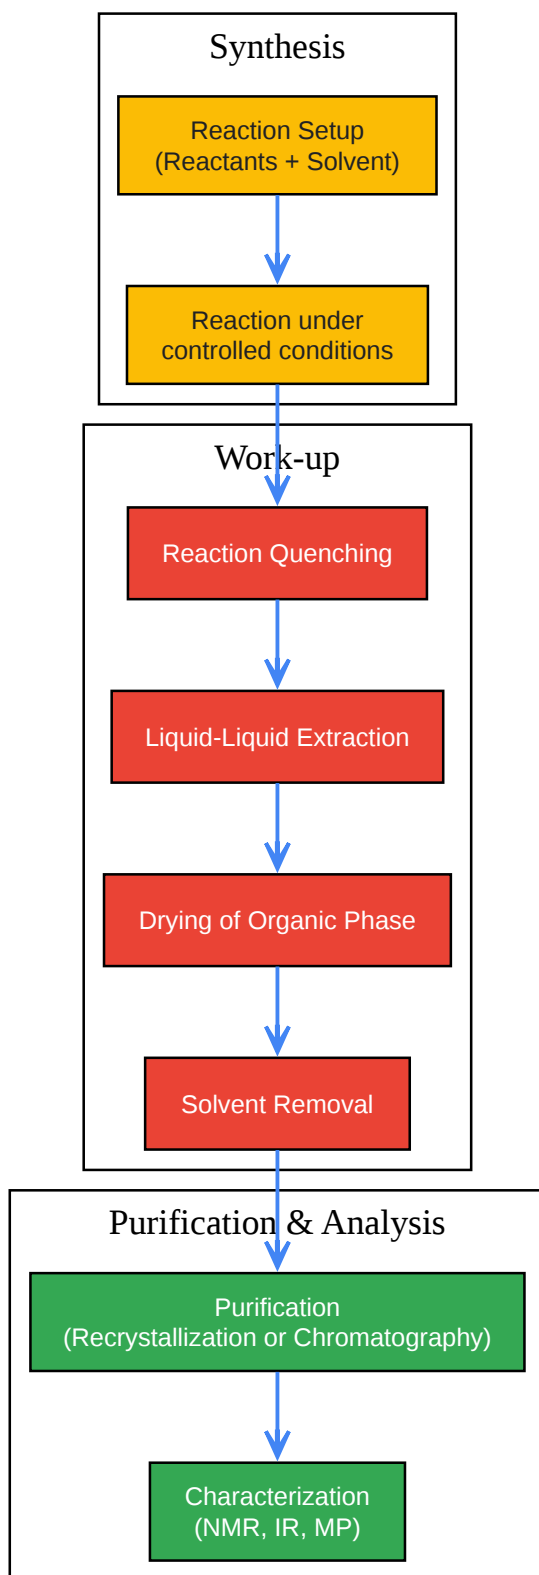 Synthesis
Reaction Setup
(Reactants + Solvent)
Reaction under
controlled conditions
Work-up
Reaction Quenching
Liquid-Liquid Extraction
Drying of Organic Phase
Solvent Removal
Purification & Analysis
Purification
(Recrystallization or Chromatography)
Characterization
(NMR, IR, MP)